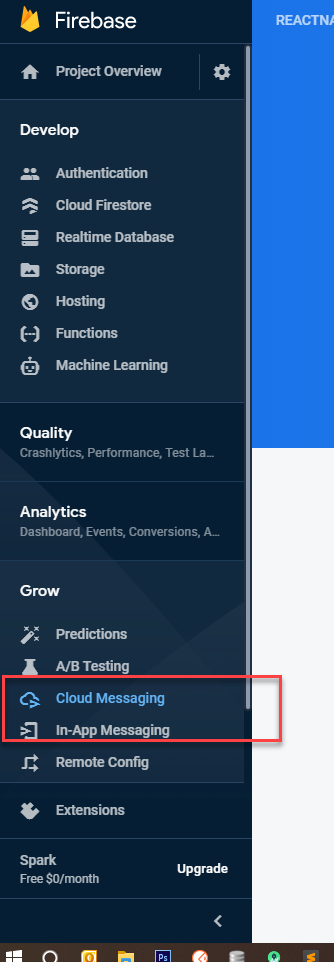 Firebase
REACTNA
Project Overview
Develop
Authentication
Cloud Firestore
Realtime Database
Storage
Hosting
Functions
Machine Learning
Quality
Crashlytics, Performance, Test La...
Analytics
Dashboard, Events, Conversions, A...
Grow
Predictions
A/B Testing
Cloud Messaging
In-App Messaging
Remote Config
Extensions
Spark
Free $0/month
Upgrade
Ps